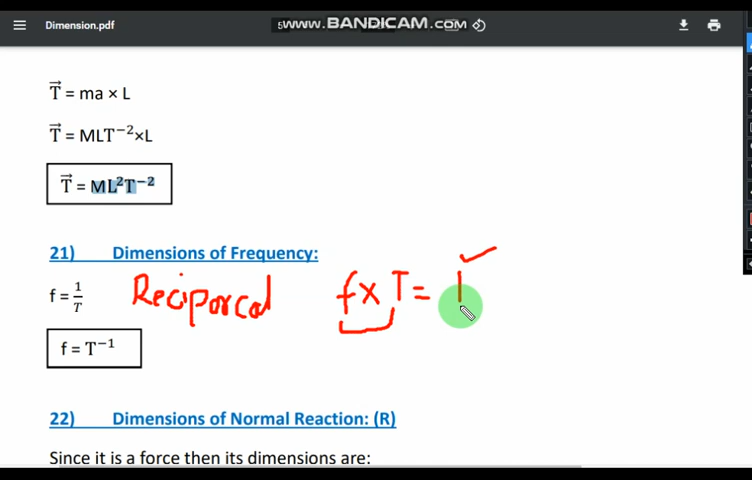 Dimension.pdf
WWW.BANDICAM.COM
T⃗ = ma × L
T⃗ = MLT⁻²×L
T⃗ = ML²T⁻²
21) Dimensions of Frequency:
f = 1/T
Reciporcal f x T = 1
f = T⁻¹
22) Dimensions of Normal Reaction: (R)
Since it is a force then its dimensions are: